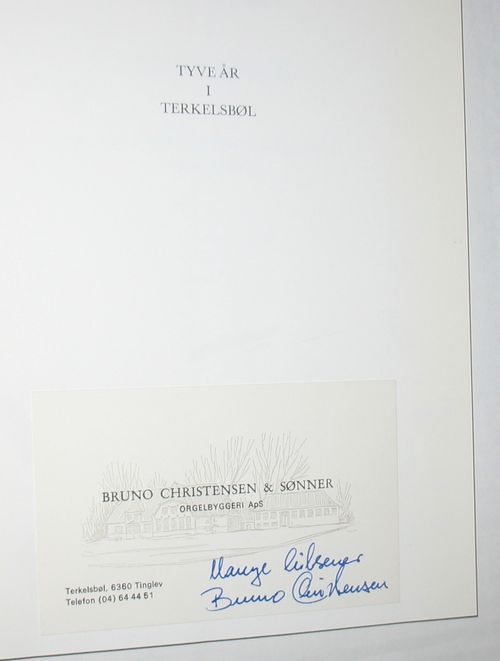 TYVE ÅR
I
TERKELSBØL
BRUNO CHRISTENSEN & SØNNER
ORGELBYGGERI ApS
Terkelsbøl, 6360 Tinglev
Telefon (04) 64 44 51
Mange hilsener
Bruno Christensen